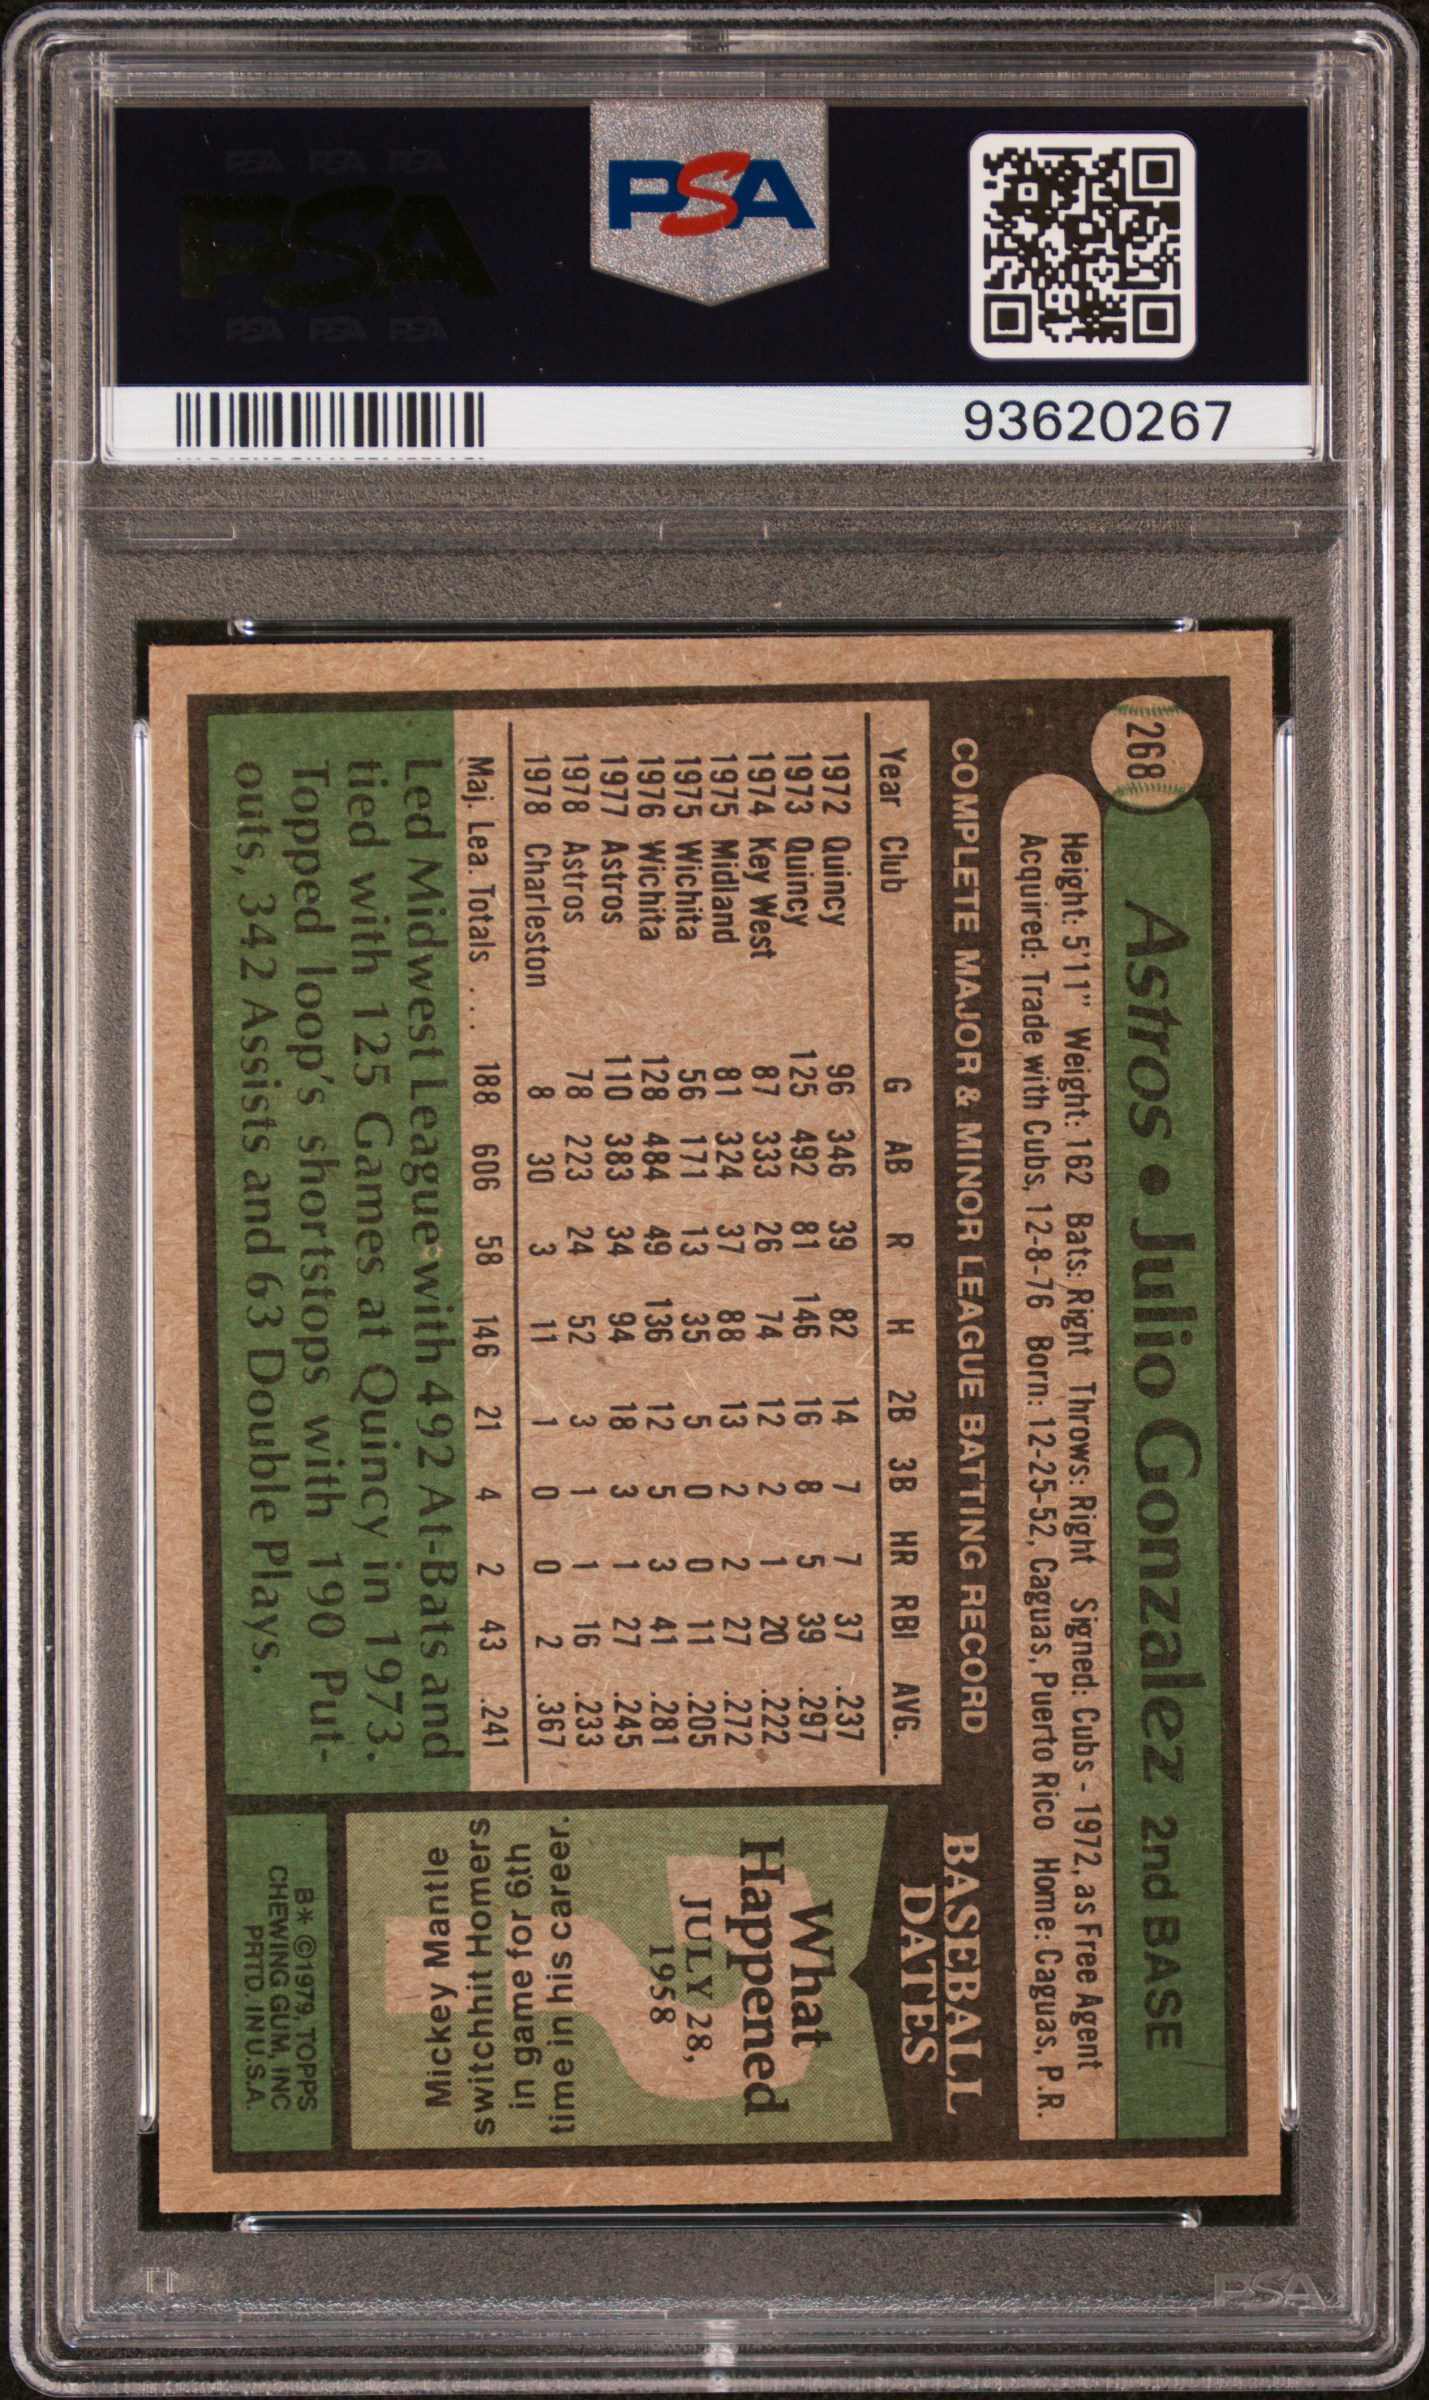 PSA PSA PSA
PSA
PSA PSA PSA
PSA
93620267
268
Astros • Julio Gonzalez 2nd BASE
Height: 5'11" Weight: 162 Bats: Right Throws: Right Signed: Cubs - 1972, as Free Agent
Acquired: Trade with Cubs, 12-8-76 Born: 12-25-52, Caguas, Puerto Rico Home: Caguas, P.R.
COMPLETE MAJOR & MINOR LEAGUE BATTING RECORD
Year Club G AB R H 2B 3B HR RBI AVG.
1972 Quincy 96 346 39 82 14 7 7 37 .237
1973 Quincy 125 492 81 146 16 8 5 39 .297
1974 Key West 87 333 26 74 12 2 1 20 .222
1975 Midland 81 324 37 88 13 2 2 27 .272
1975 Wichita 56 171 13 35 5 0 0 11 .205
1976 Wichita 128 484 49 136 12 5 3 41 .281
1977 Astros 110 383 34 94 18 3 1 27 .245
1978 Astros 78 223 24 52 3 1 1 16 .233
1978 Charleston 8 30 3 11 1 0 0 2 .367
Maj. Lea. Totals . . . 188 606 58 146 21 4 2 43 .241
Led Midwest League with 492 At-Bats and
tied with 125 Games at Quincy in 1973.
Topped loop's shortstops with 190 Put-
outs, 342 Assists and 63 Double Plays.
BASEBALL
DATES
What
Happened
JULY 28,
1958
?
time in his career.
in game for 6th
switchhit Homers
Mickey Mantle
B* ©1979, TOPPS
CHEWING GUM, INC
PRTD. IN U.S.A.
PSA